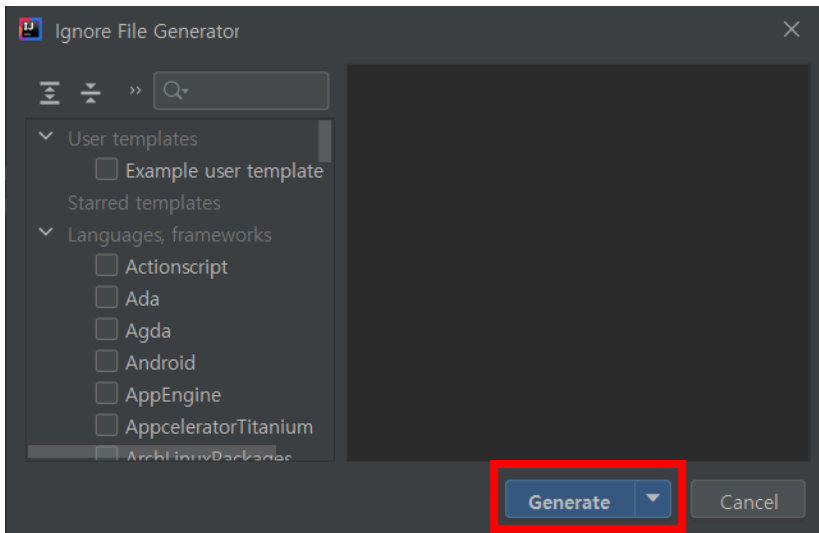 Ignore File Generator
User templates
Example user template
Starred templates
Languages, frameworks
Actionscript
Ada
Agda
Android
AppEngine
AppceleratorTitanium
ArchLinuxPackages
Generate
Cancel